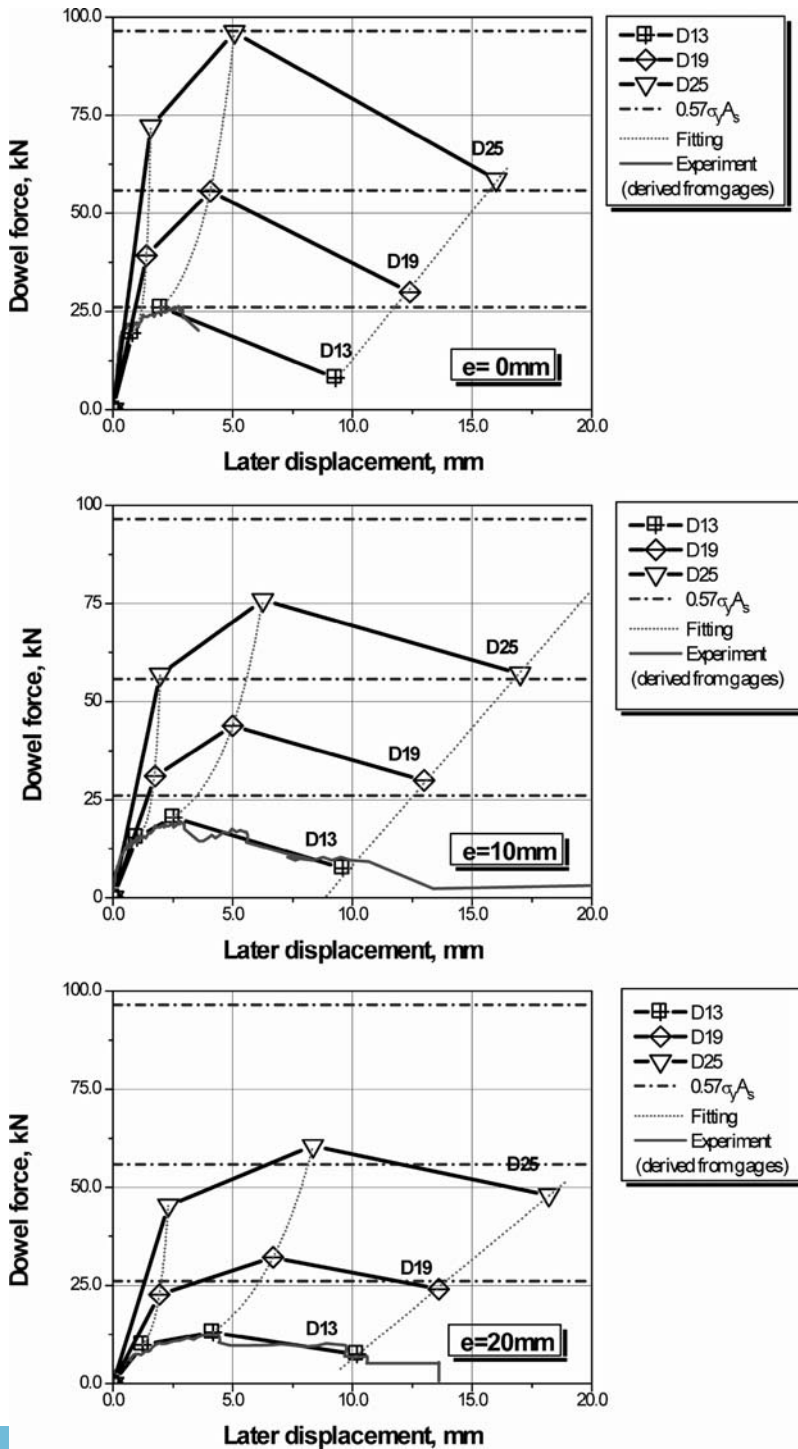 100.0
75.0
50.0
25.0
0.0
Dowel force, kN
D25
D19
D13
e= 0mm
0.0 5.0 10.0 15.0 20.0
Later displacement, mm
D13
D19
D25
0.57σyAs
Fitting
Experiment
(derived from gages)
100
75
50
25
0
Dowel force, kN
D25
D19
D13
e=10mm
0.0 5.0 10.0 15.0 20.0
Later displacement, mm
D13
D19
D25
0.57σyAs
Fitting
Experiment
(derived from gages)
100.0
75.0
50.0
25.0
0.0
Dowel force, kN
D25
D19
D13
e=20mm
0.0 5.0 10.0 15.0 20.0
Later displacement, mm
D13
D19
D25
0.57σyAs
Fitting
Experiment
(derived from gages)